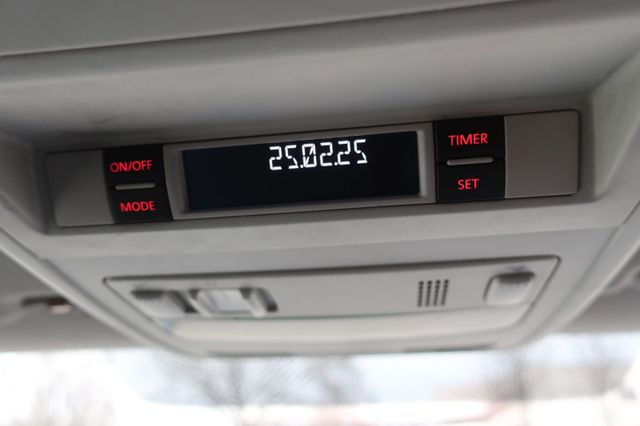 ON/OFF
MODE
25.02.25
TIMER
SET